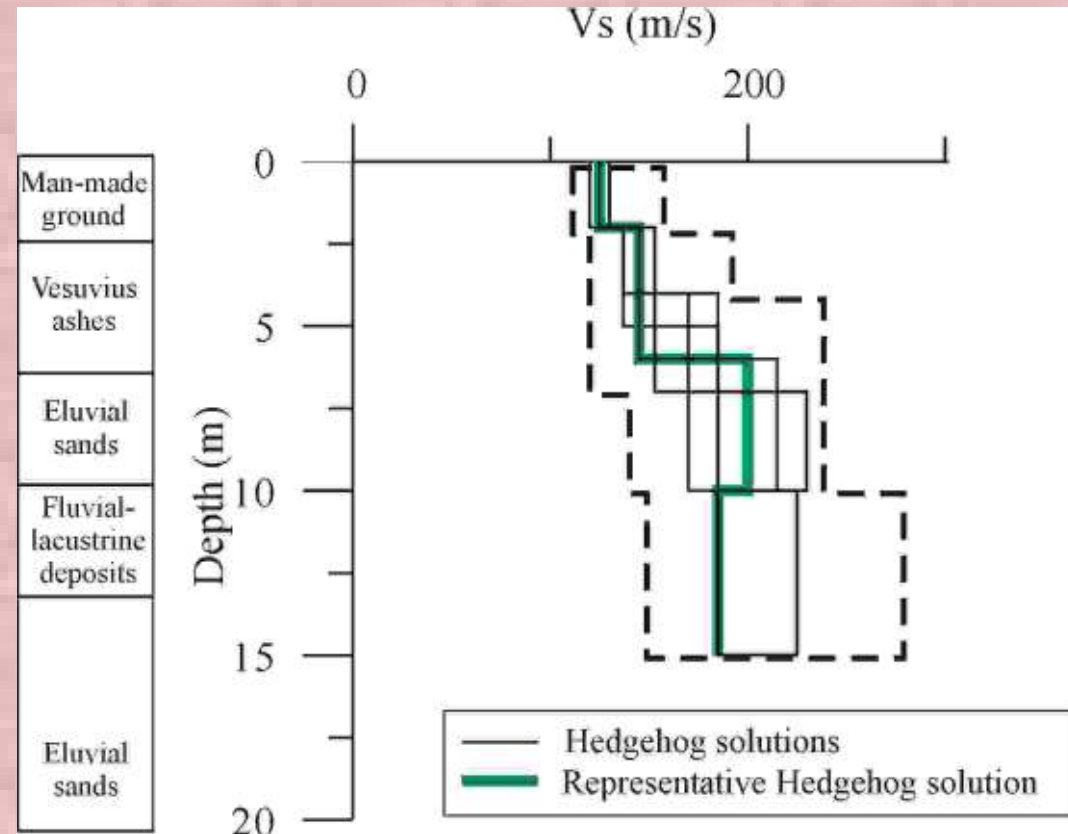 Vs (m/s)
0
200
0
5
10
15
20
Depth (m)
Man-made
ground
Vesuvius
ashes
Eluvial
sands
Fluvial-
lacustrine
deposits
Eluvial
sands
Hedgehog solutions
Representative Hedgehog solution